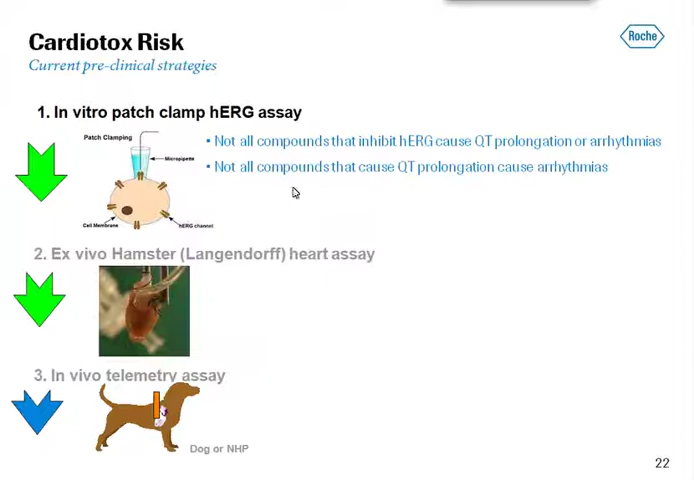 Cardiotox Risk
Roche
Current pre-clinical strategies
1. In vitro patch clamp hERG assay
Patch Clamping
Micropipette
Cell Membrane
hERG channel
• Not all compounds that inhibit hERG cause QT prolongation or arrhythmias
• Not all compounds that cause QT prolongation cause arrhythmias
2. Ex vivo Hamster (Langendorff) heart assay
3. In vivo telemetry assay
Dog or NHP
22